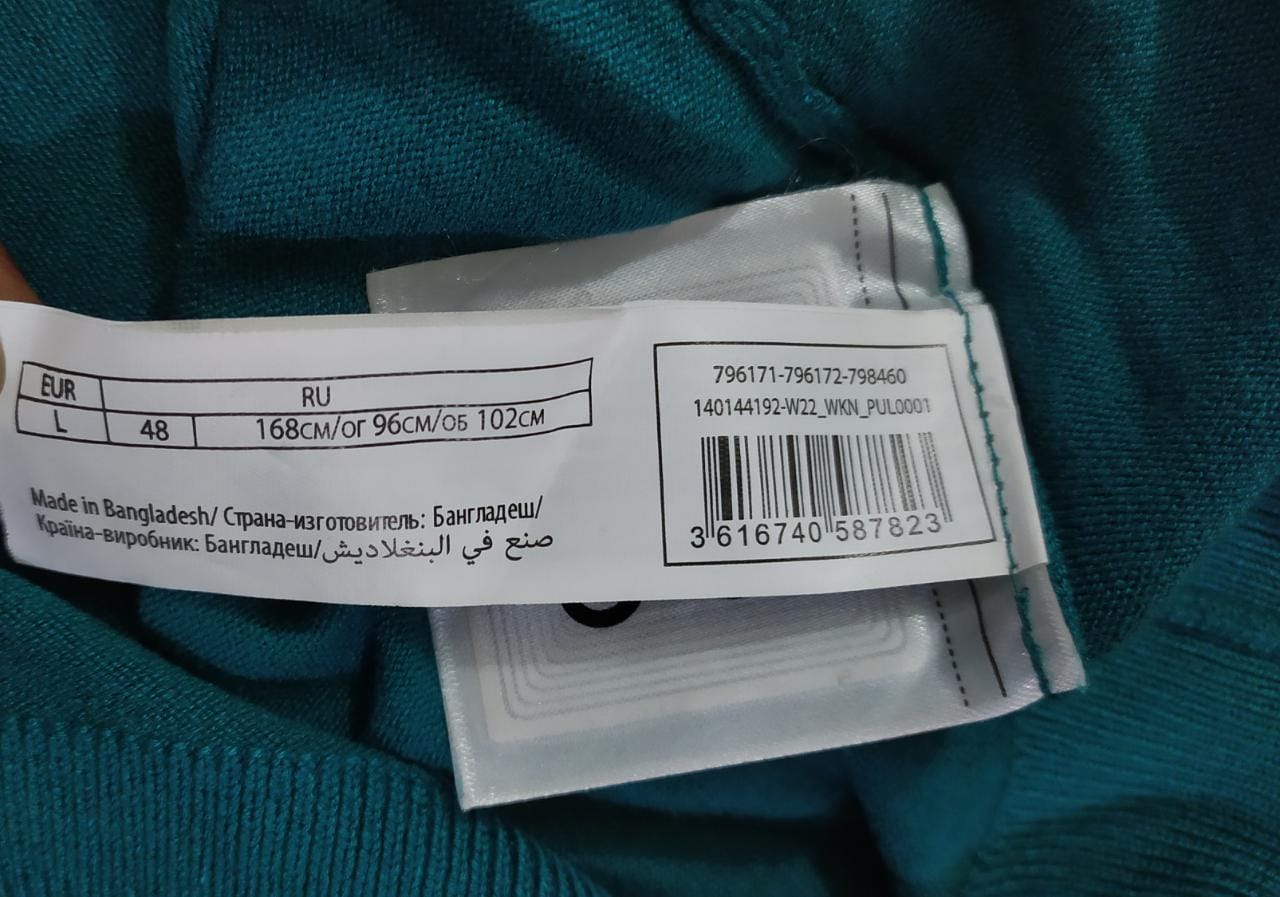 EUR RU
L 48 168СМ/ОГ 96СМ/ОБ 102СМ
Made in Bangladesh/ Страна-изготовитель: Бангладеш/
Країна-виробник: Бангладеш/صنع في البنغلاديش
796171-796172-798460
140144192-W22_WKN_PUL0001
3 616740 587823